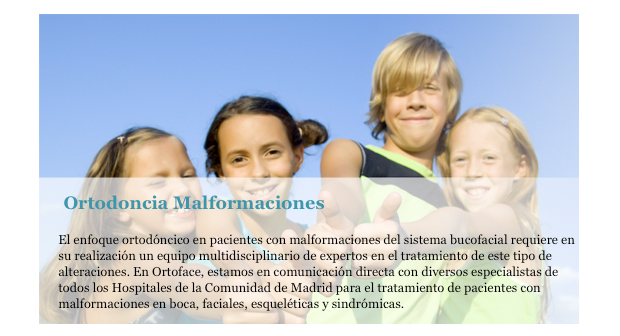 Ortodoncia Malformaciones
El enfoque ortodóncico en pacientes con malformaciones del sistema bucofacial requiere en
su realización un equipo multidisciplinario de expertos en el tratamiento de este tipo de
alteraciones. En Ortoface, estamos en comunicación directa con diversos especialistas de
todos los Hospitales de la Comunidad de Madrid para el tratamiento de pacientes con
malformaciones en boca, faciales, esqueléticas y sindrómicas.